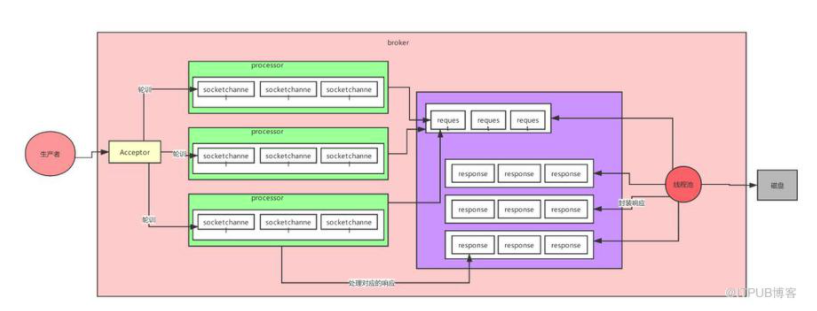 broker
processor
socketchanne l socketchanne l socketchanne l
轮训
processor
生产者
Acceptor
轮训
socketchanne l socketchanne l socketchanne l
processor
轮训
socketchanne l socketchanne l socketchanne l
reques t reques t reques t
response response response
线程池
磁盘
封装响应
response response response
response response response
处理对应的响应
@ITPUB博客